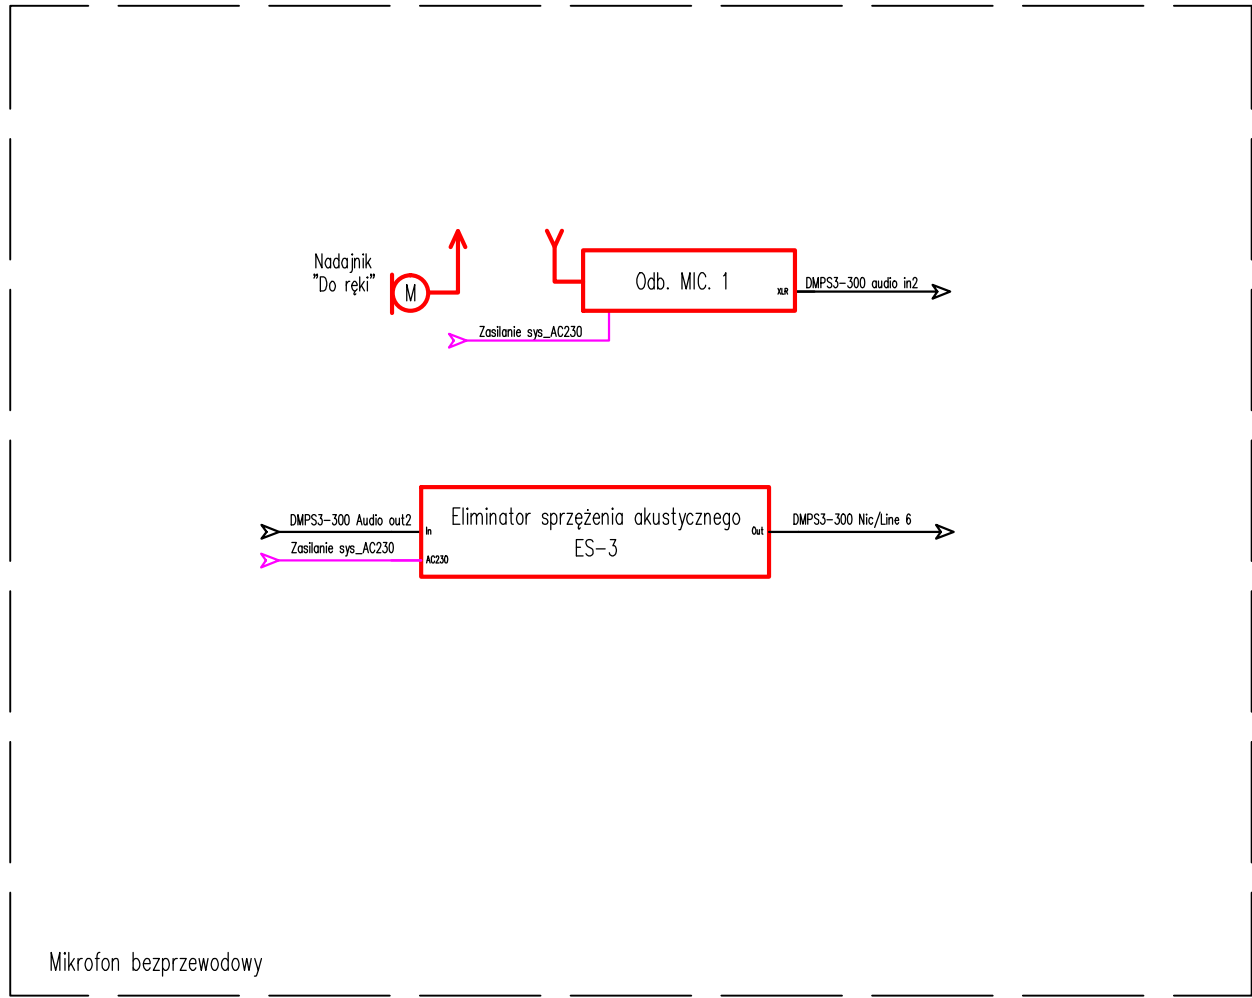 Nadajnik
"Do ręki"
M
Odb. MIC. 1
XLR
DMPS3-300 audio in2
Zasilanie sys_AC230
DMPS3-300 Audio out2
In
Eliminator sprzężenia akustycznego
ES-3
Out
DMPS3-300 Nic/Line 6
Zasilanie sys_AC230
AC230
Mikrofon bezprzewodowy